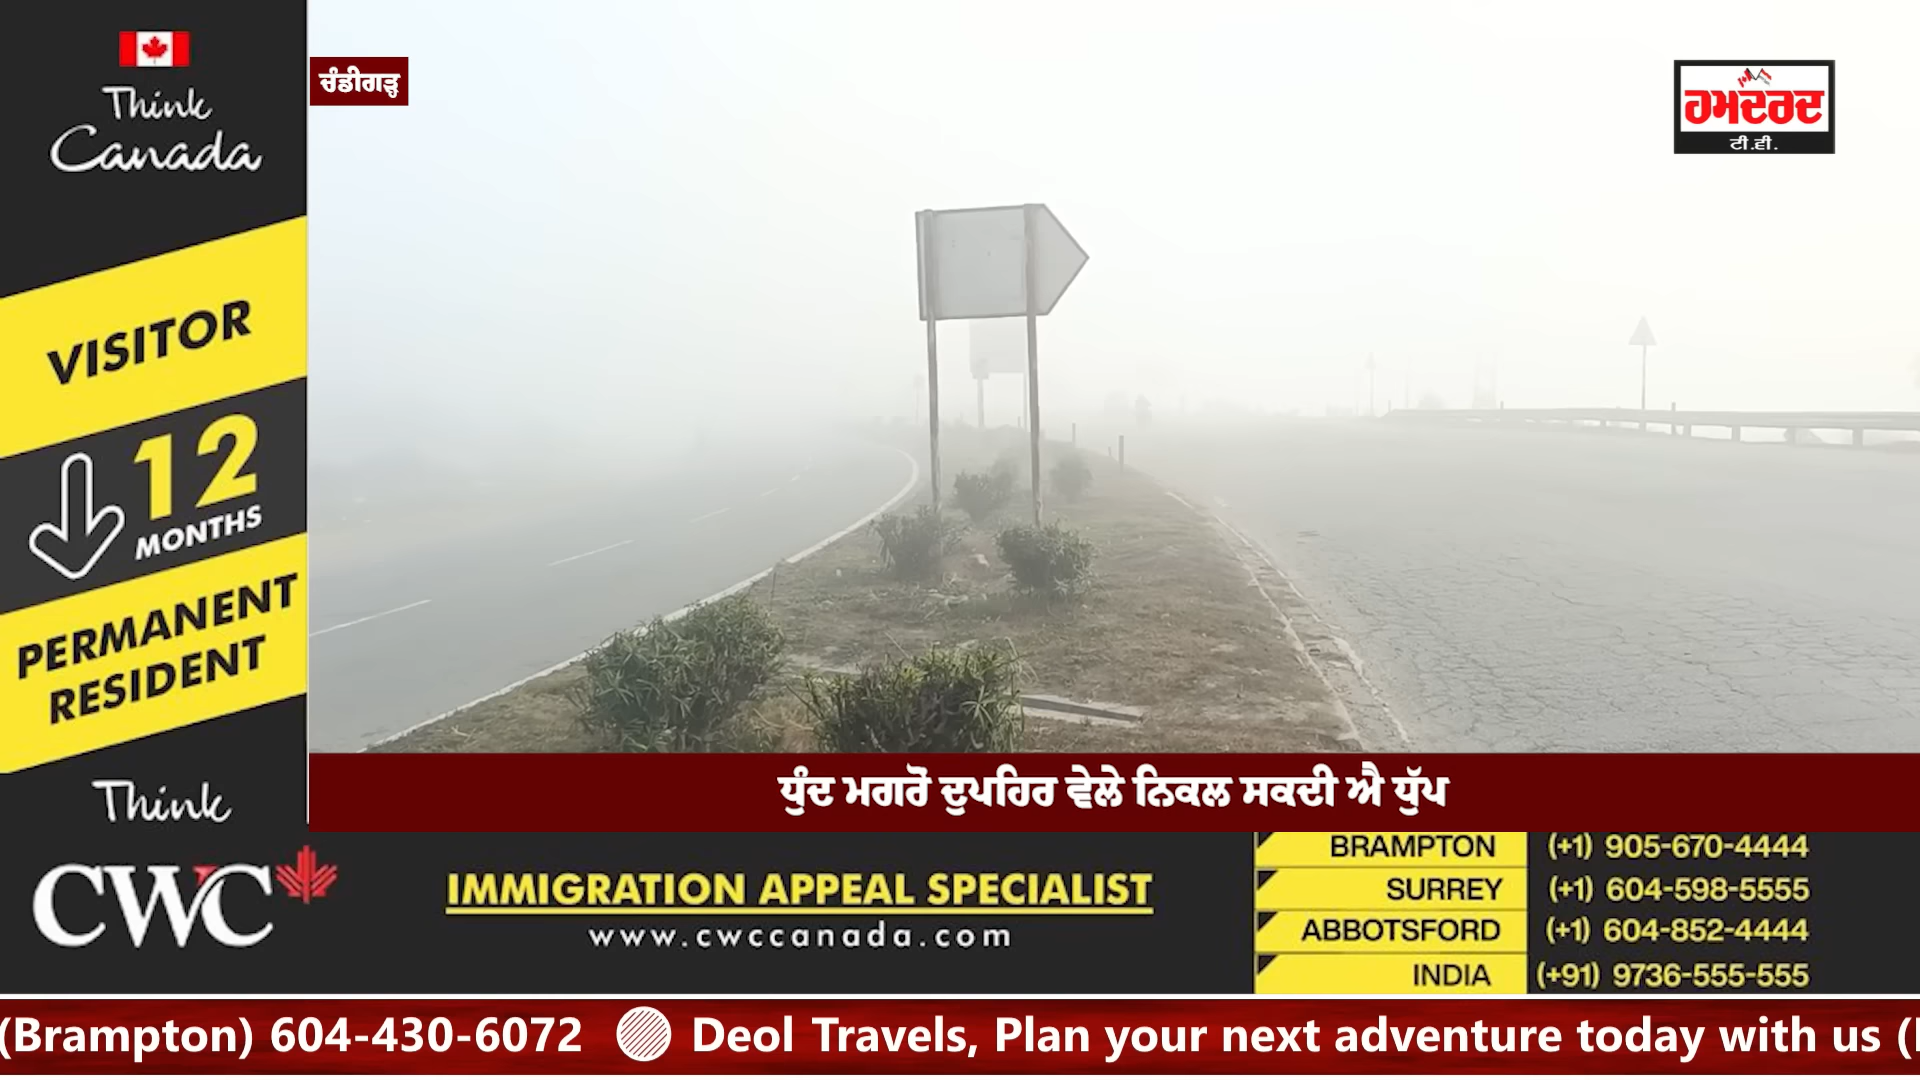 Think
Canada
VISITOR
12
MONTHS
PERMANENT
RESIDENT
Think
ਚੰਡੀਗੜ੍ਹ
ਹਮਦਰਦ
ਟੀ.ਵੀ.
ਧੁੰਦ ਮਗਰੋਂ ਦੁਪਹਿਰ ਵੇਲੇ ਨਿਕਲ ਸਕਦੀ ਐ ਧੁੱਪ
CWC
IMMIGRATION APPEAL SPECIALIST
www.cwccanada.com
BRAMPTON (+1) 905-670-4444
SURREY (+1) 604-598-5555
ABBOTSFORD (+1) 604-852-4444
INDIA (+91) 9736-555-555
(Brampton) 604-430-6072 Deol Travels, Plan your next adventure today with us (